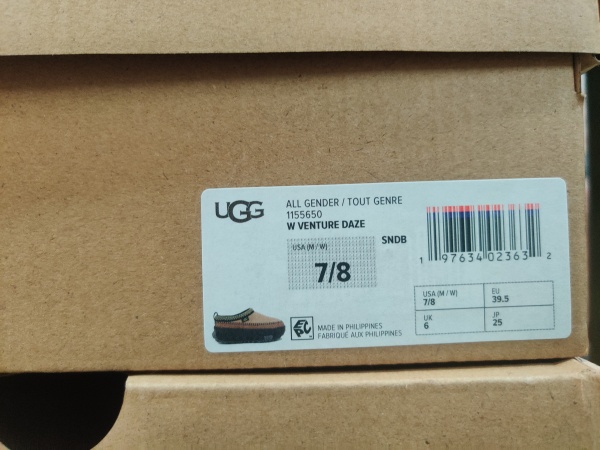 UGG
ALL GENDER / TOUT GENRE
1155650
W VENTURE DAZE
SNDB
USA (M / W)
7/8
1 97634 02363 2
USA (M / W)
7/8
EU
39.5
UK
6
JP
25
MADE IN PHILIPPINES
FABRIQUÉ AUX PHILIPPINES